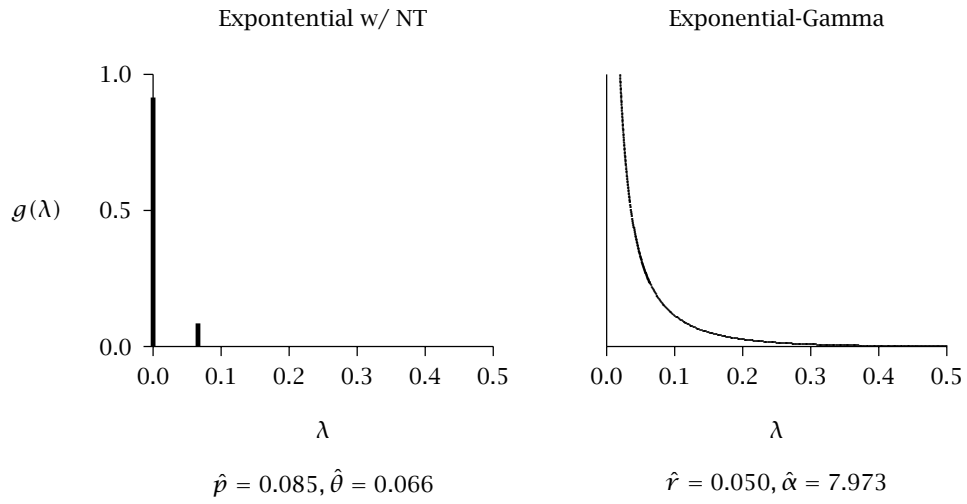 Expontential w/ NT
Exponential-Gamma
1.0
g(λ)
0.5
0.0
0.0 0.1 0.2 0.3 0.4 0.5
0.0 0.1 0.2 0.3 0.4 0.5
λ
λ
p̂ = 0.085, θ̂ = 0.066
r̂ = 0.050, α̂ = 7.973